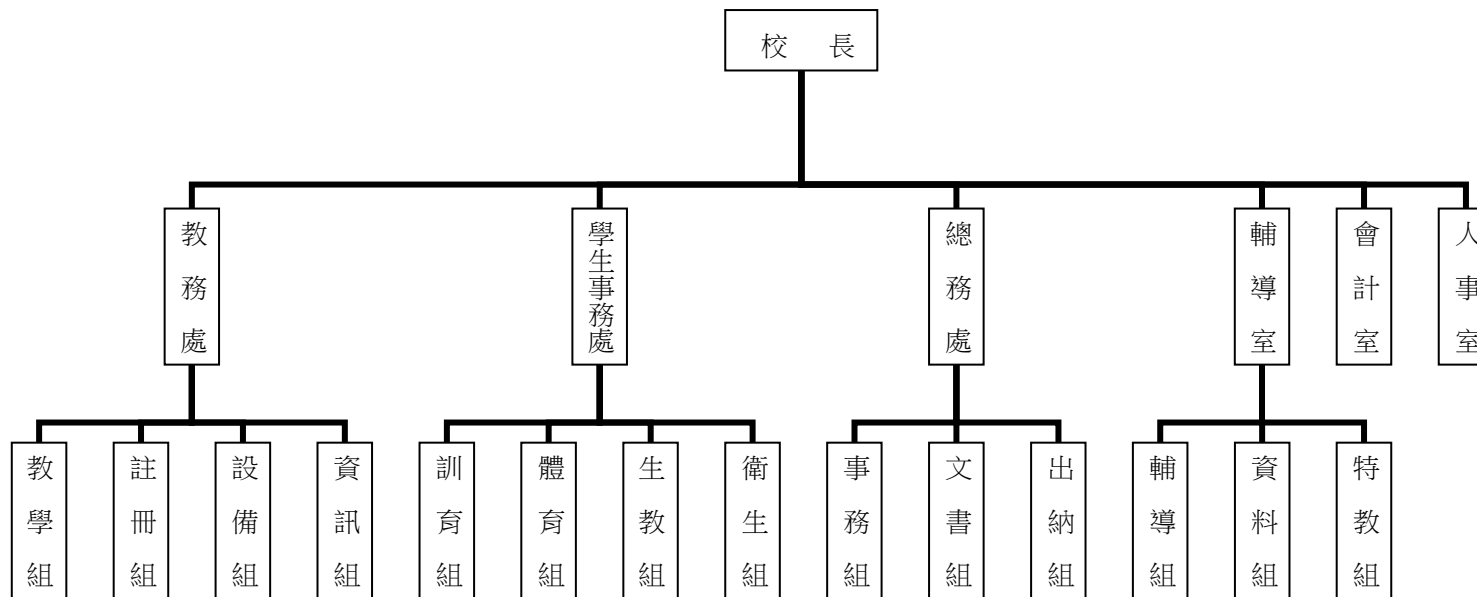 校長
教務處
學生事務處
總務處
輔導室
會計室
人事室
教學組
註冊組
設備組
資訊組
訓育組
體育組
生教組
衛生組
事務組
文書組
出納組
輔導組
資料組
特教組